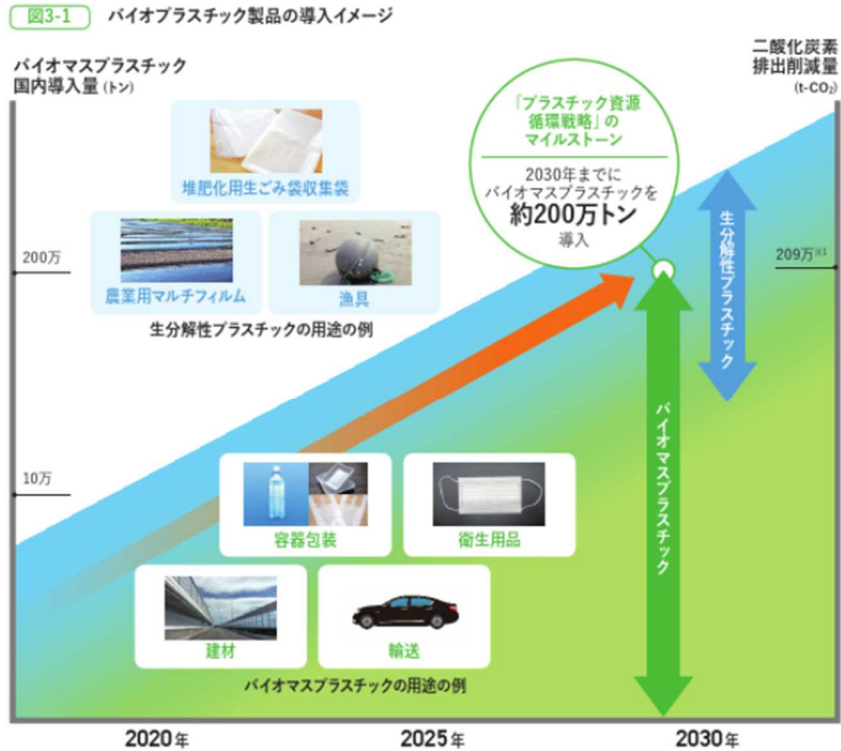 図3-1 バイオプラスチック製品の導入イメージ
バイオマスプラスチック
国内導入量(トン)
二酸化炭素
排出削減量
(t-CO₂)
「プラスチック資源
循環戦略」の
マイルストーン
2030年までに
バイオマスプラスチックを
約200万トン
導入
堆肥化用生ごみ袋収集袋
農業用マルチフィルム
漁具
生分解性プラスチックの用途の例
200万
209万※1
生分解性プラスチック
10万
バイオマスプラスチック
容器包装
衛生用品
建材
輸送
バイオマスプラスチックの用途の例
2020年
2025年
2030年